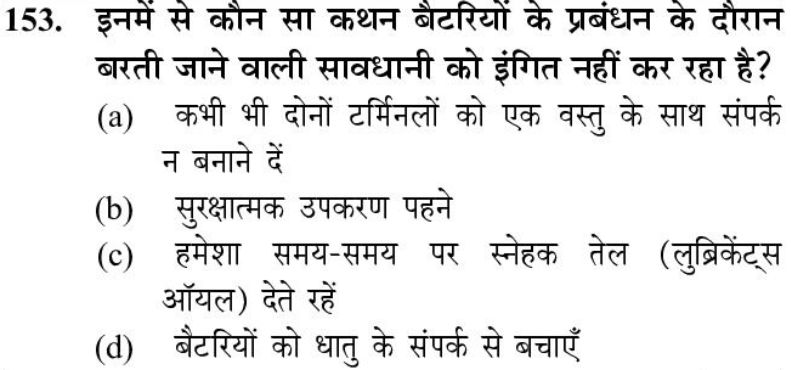 153. इनमें से कौन सा कथन बैटरियों के प्रबंधन के दौरान
बरती जाने वाली सावधानी को इंगित नहीं कर रहा है?
(a) कभी भी दोनों टर्मिनलों को एक वस्तु के साथ संपर्क
न बनाने दें
(b) सुरक्षात्मक उपकरण पहने
(c) हमेशा समय-समय पर स्नेहक तेल (लुब्रिकेंट्स
ऑयल) देते रहें
(d) बैटरियों को धातु के संपर्क से बचाएँ